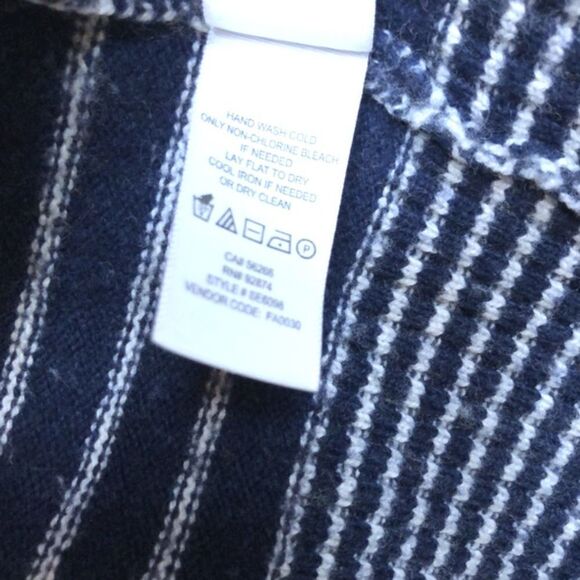 HAND WASH COLD
ONLY NON-CHLORINE BLEACH
IF NEEDED
LAY FLAT TO DRY
COOL IRON IF NEEDED
OR DRY CLEAN
P
CA# 56266
RN# 92874
STYLE # SE6098
VENDOR CODE: FA0030